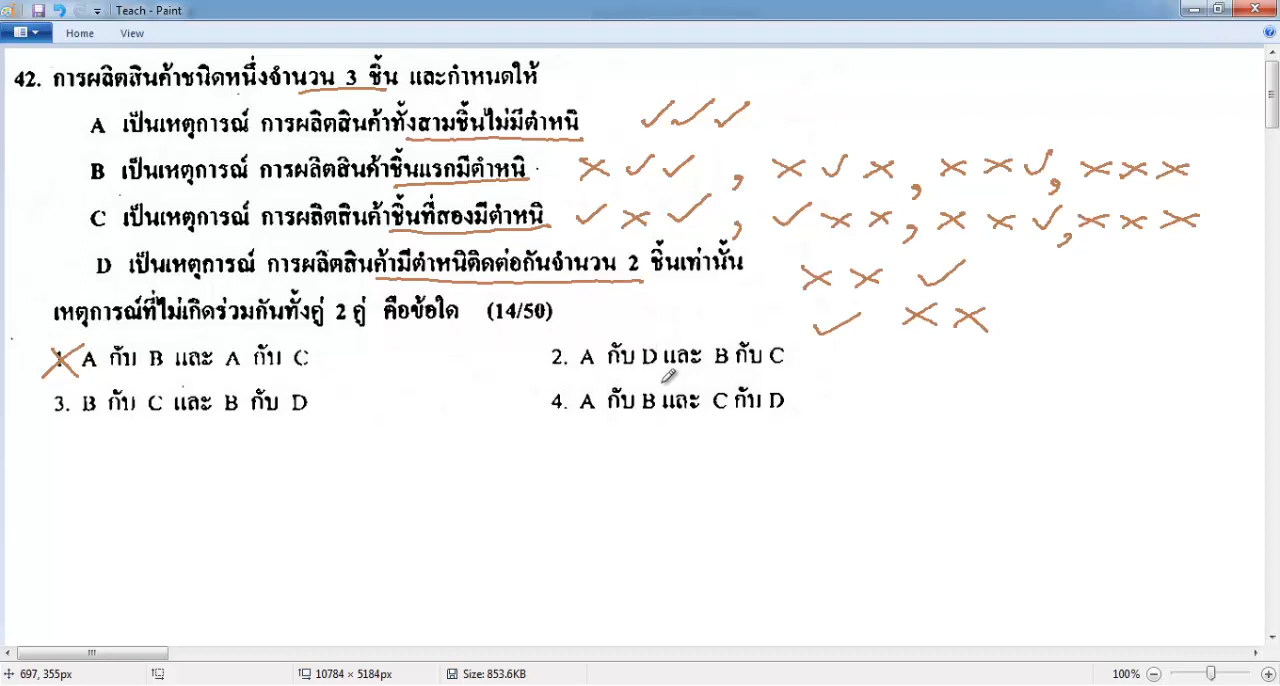 Teach - Paint
Home View
42. การผลิตสินค้าชนิดหนึ่งจำนวน 3 ชิ้น และกำหนดให้
A เป็นเหตุการณ์ การผลิตสินค้าทั้งสามชิ้นไม่มีตำหนิ ✓ ✓ ✓
B เป็นเหตุการณ์ การผลิตสินค้าชิ้นแรกมีตำหนิ × ✓ ✓ , × ✓ × , × × ✓ , × × ×
C เป็นเหตุการณ์ การผลิตสินค้าชิ้นที่สองมีตำหนิ ✓ × ✓ , ✓ × × , × × ✓ , × × ×
D เป็นเหตุการณ์ การผลิตสินค้ามีตำหนิติดต่อกันจำนวน 2 ชิ้นเท่านั้น × × ✓
✓ × ×
เหตุการณ์ที่ไม่เกิดร่วมกันทั้งคู่ 2 คู่ คือข้อใด (14/50)
1. A กับ B และ A กับ C 2. A กับ D และ B กับ C
3. B กับ C และ B กับ D 4. A กับ B และ C กับ D
697, 355px 10784 × 5184px Size: 853.6KB 100%